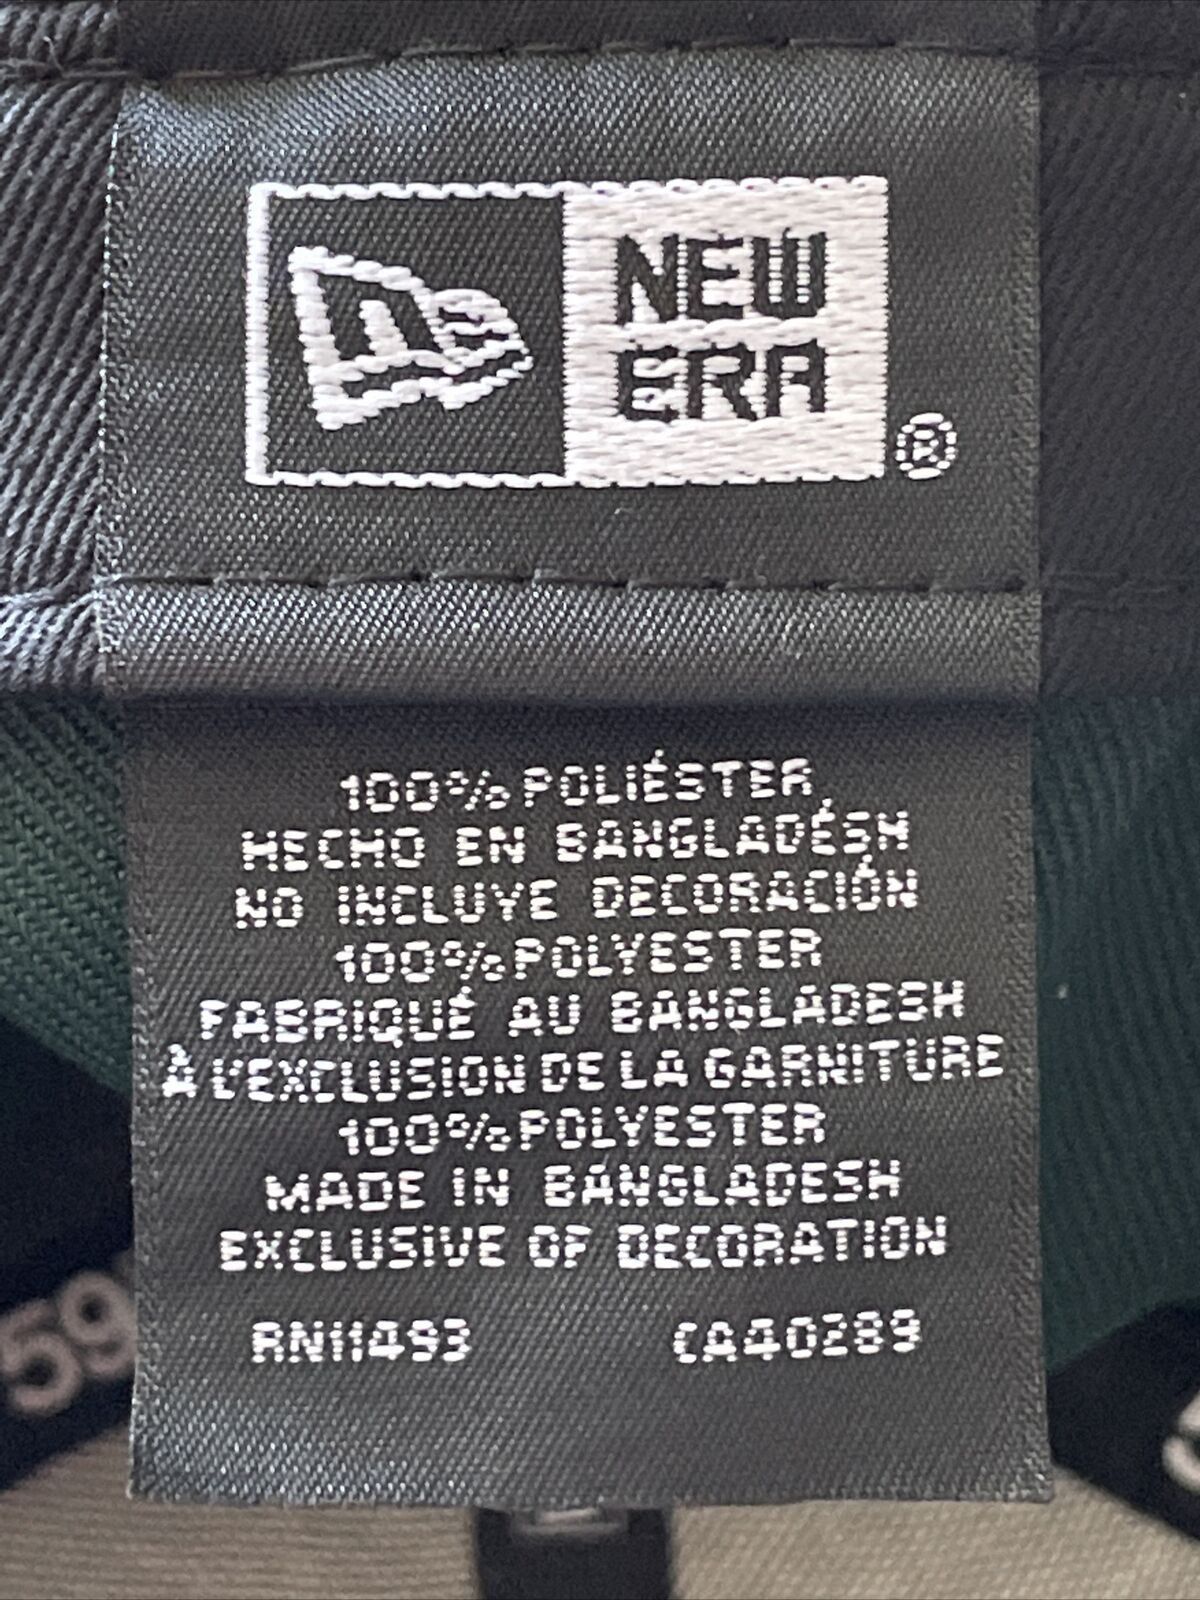 NEW
ERA
®
100% POLIÉSTER
HECHO EN BANGLADÉSH
NO INCLUYE DECORACIÓN
100% POLYESTER
FABRIQUÉ AU BANGLADESH
À L'EXCLUSION DE LA GARNITURE
100% POLYESTER
MADE IN BANGLADESH
EXCLUSIVE OF DECORATION
RN11493 CA40289
59